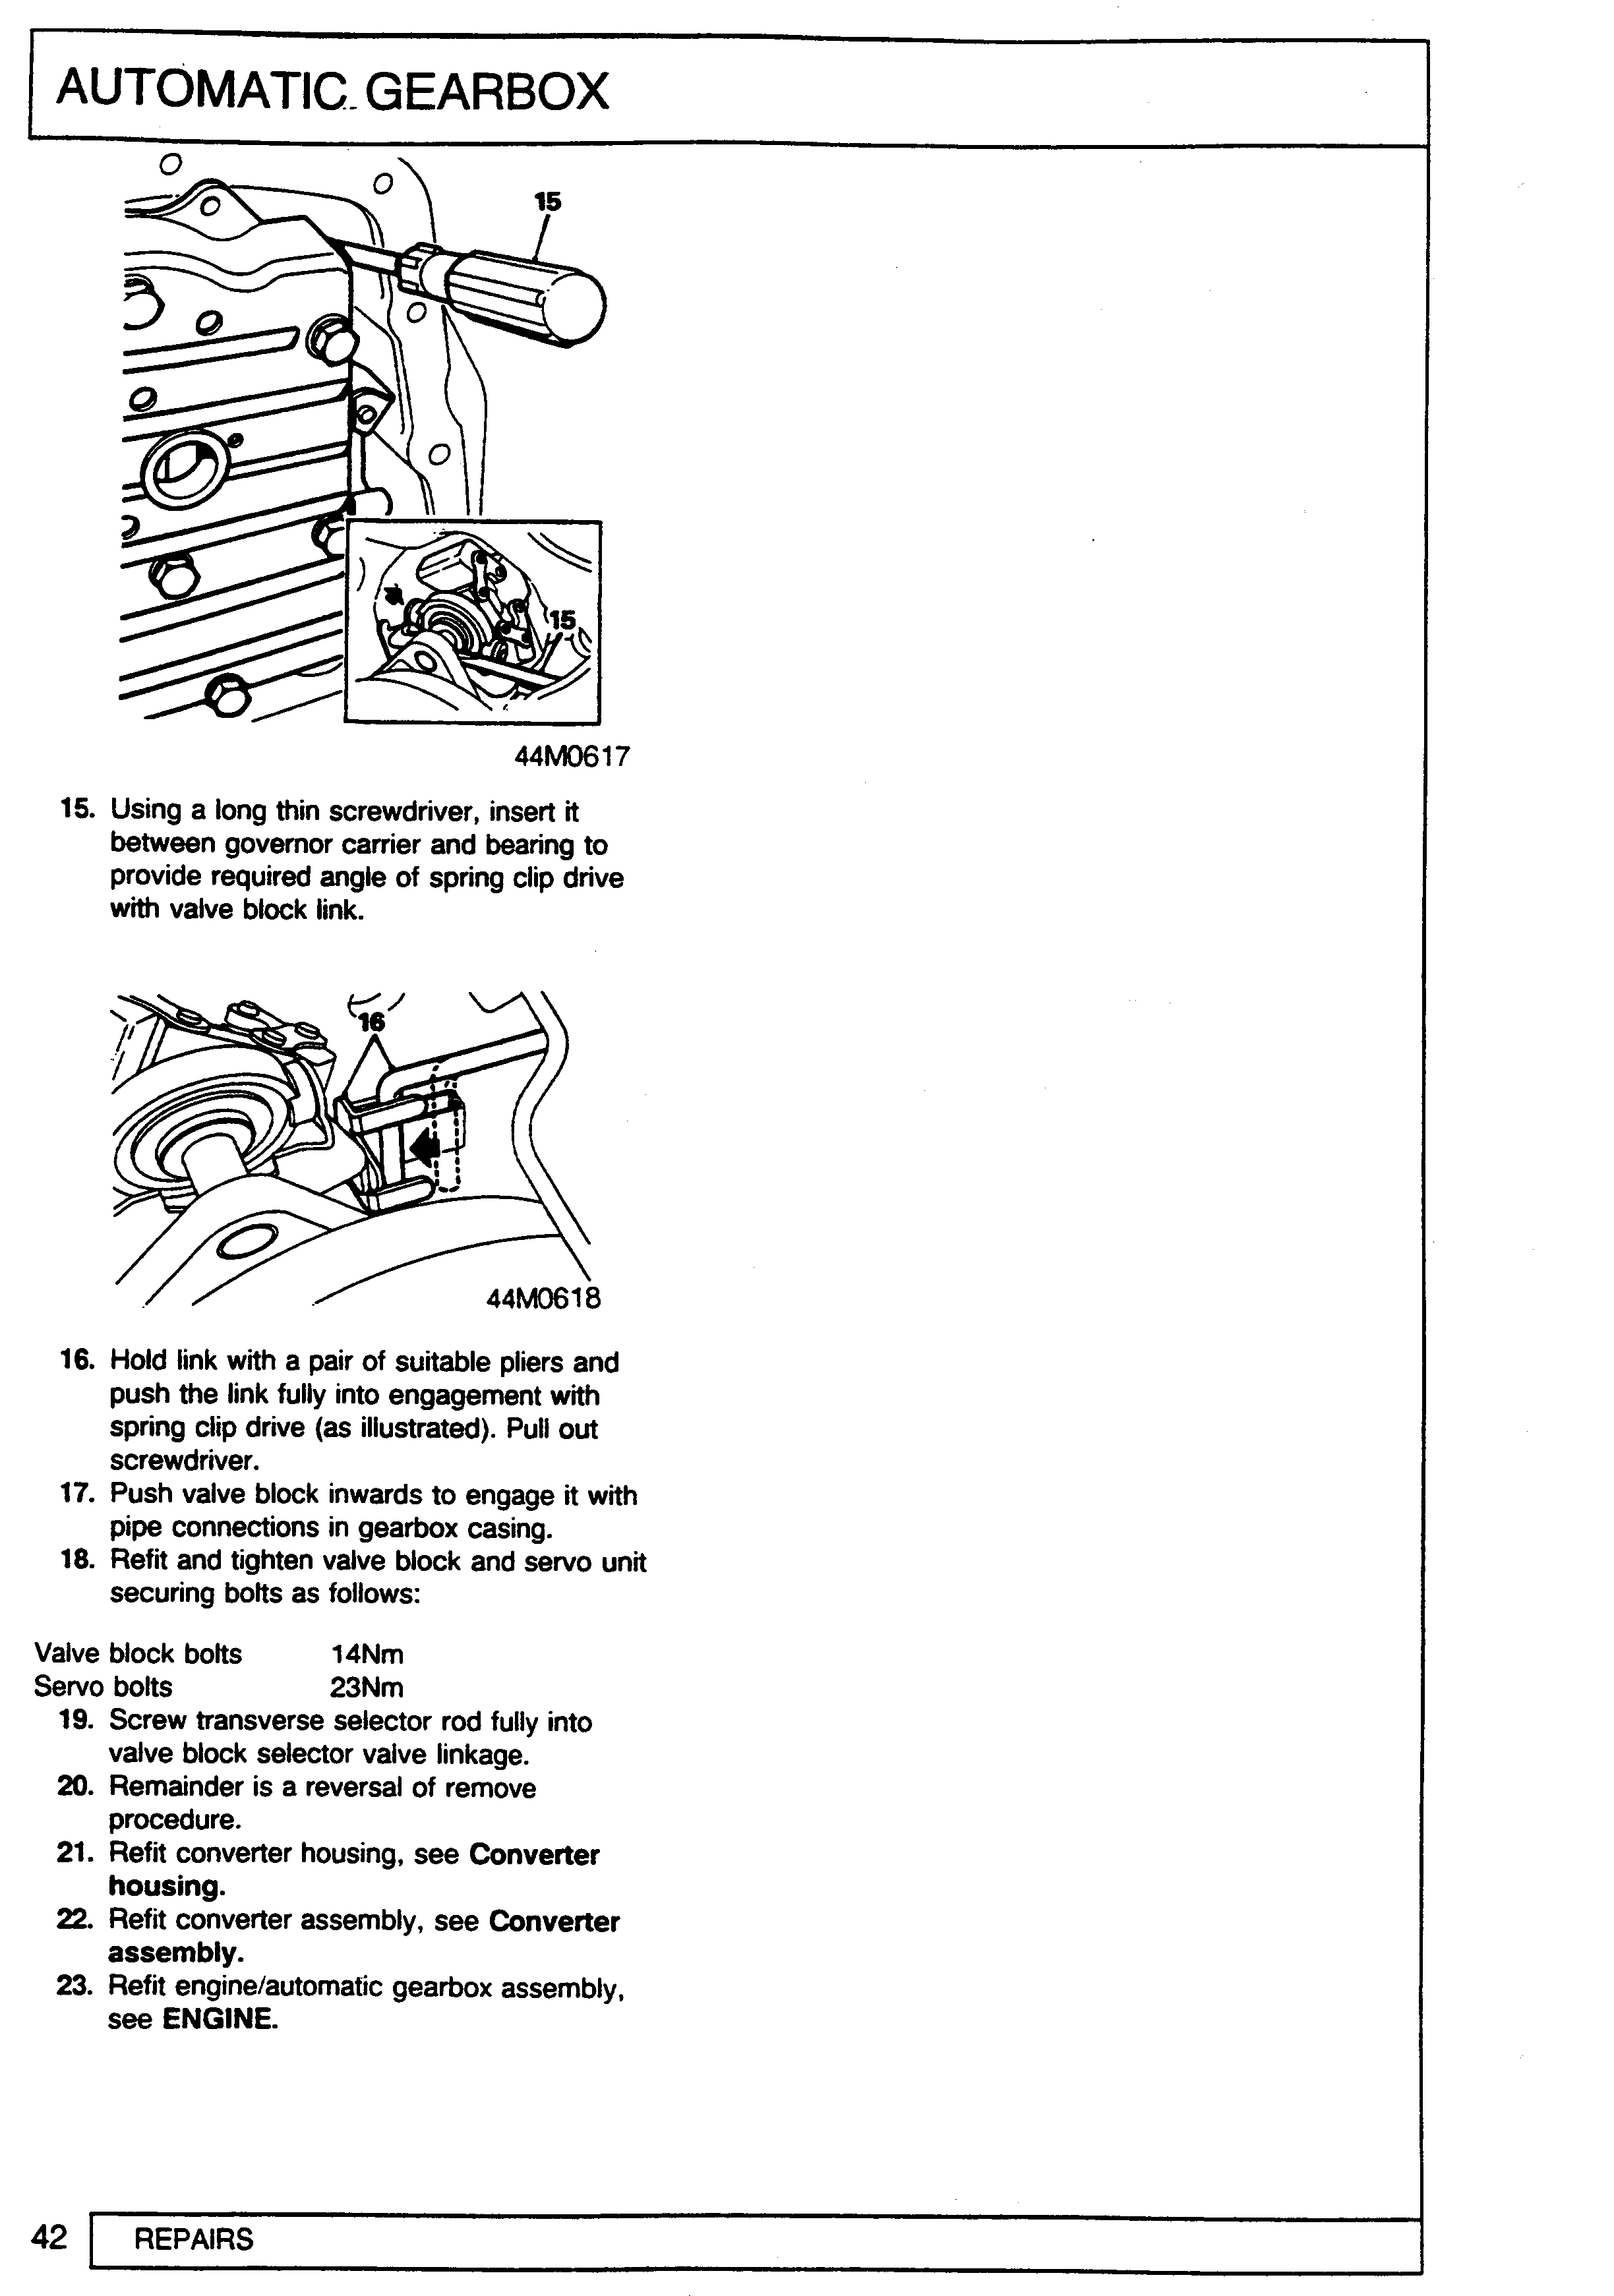 AUTOMATIC GEARBOX
15
15
44M0617
15. Using a long thin screwdriver, insert it
between governor carrier and bearing to
provide required angle of spring clip drive
with valve block link.
16
44M0618
16. Hold link with a pair of suitable pliers and
push the link fully into engagement with
spring clip drive (as illustrated). Pull out
screwdriver.
17. Push valve block inwards to engage it with
pipe connections in gearbox casing.
18. Refit and tighten valve block and servo unit
securing bolts as follows:
Valve block bolts 14Nm
Servo bolts 23Nm
19. Screw transverse selector rod fully into
valve block selector valve linkage.
20. Remainder is a reversal of remove
procedure.
21. Refit converter housing, see Converter
housing.
22. Refit converter assembly, see Converter
assembly.
23. Refit engine/automatic gearbox assembly,
see ENGINE.
42 REPAIRS